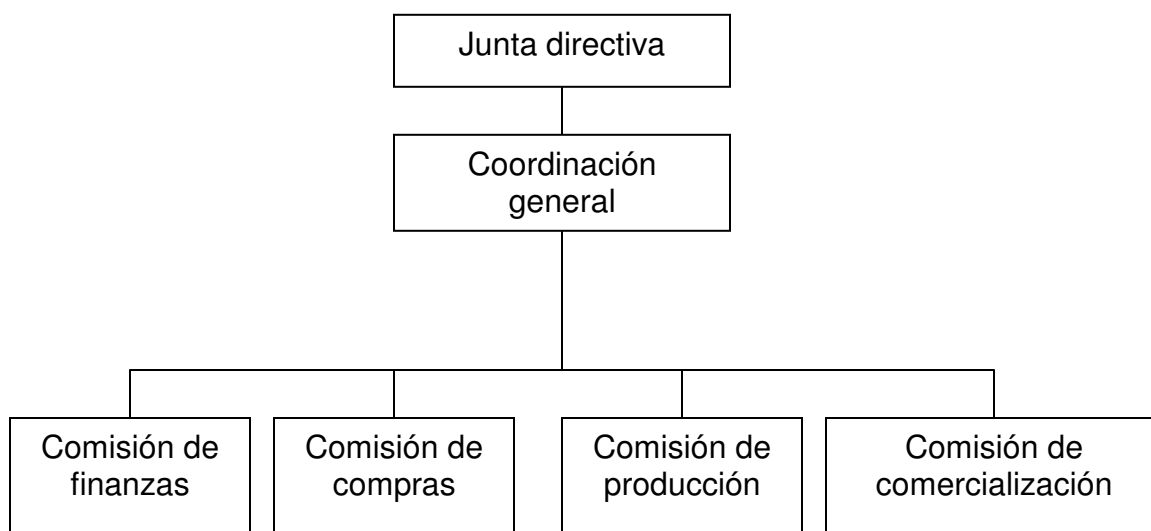 Junta directiva
Coordinación
general
Comisión de
finanzas
Comisión de
compras
Comisión de
producción
Comisión de
comercialización